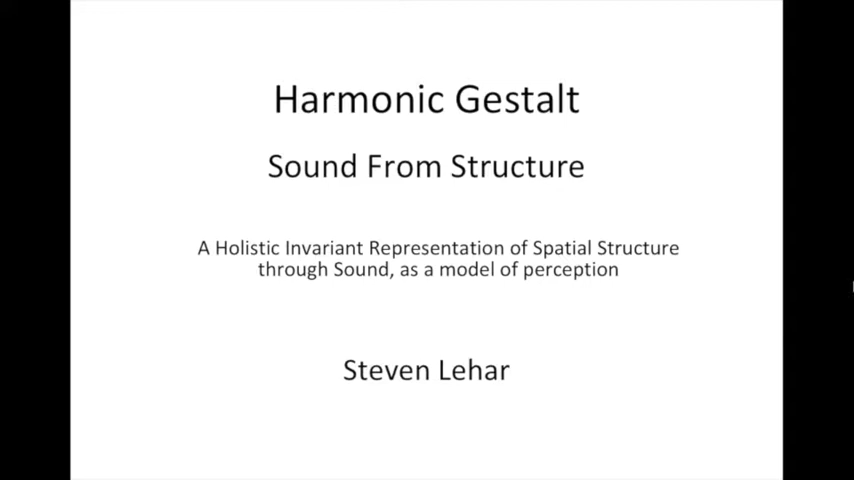 Harmonic Gestalt
Sound From Structure
A Holistic Invariant Representation of Spatial Structure
through Sound, as a model of perception
Steven Lehar